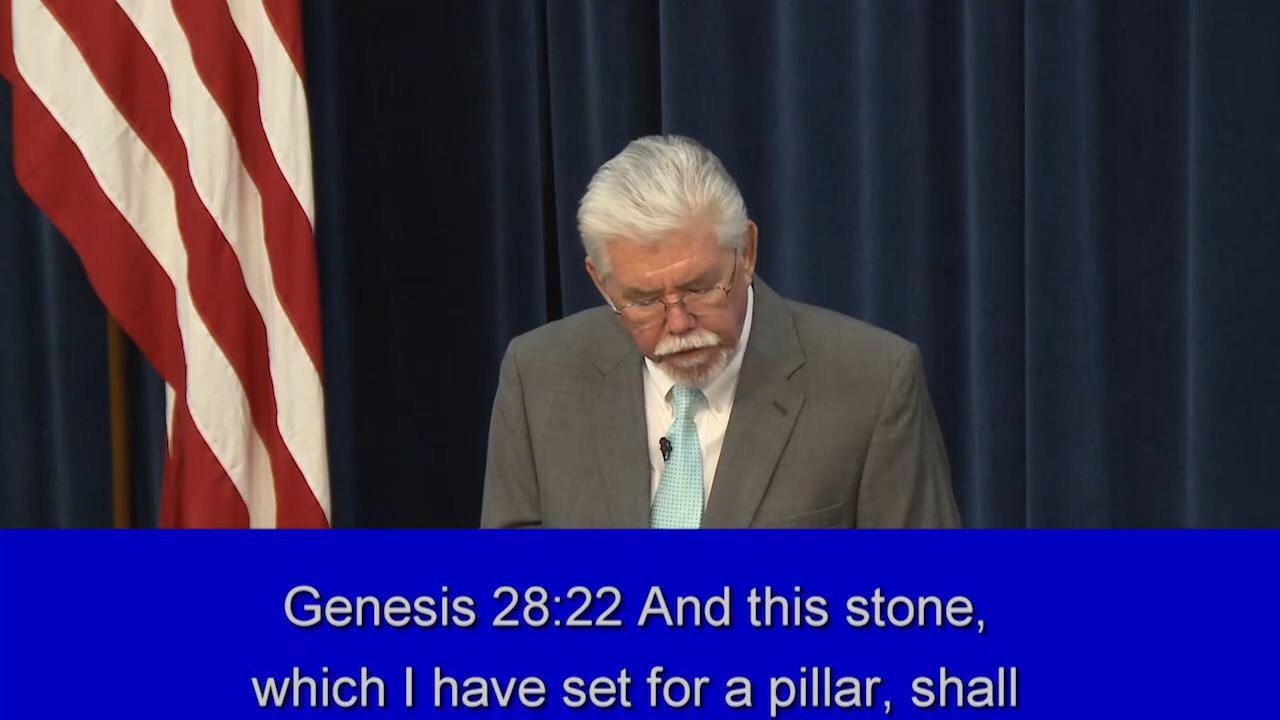 Genesis 28:22 And this stone,
which I have set for a pillar, shall